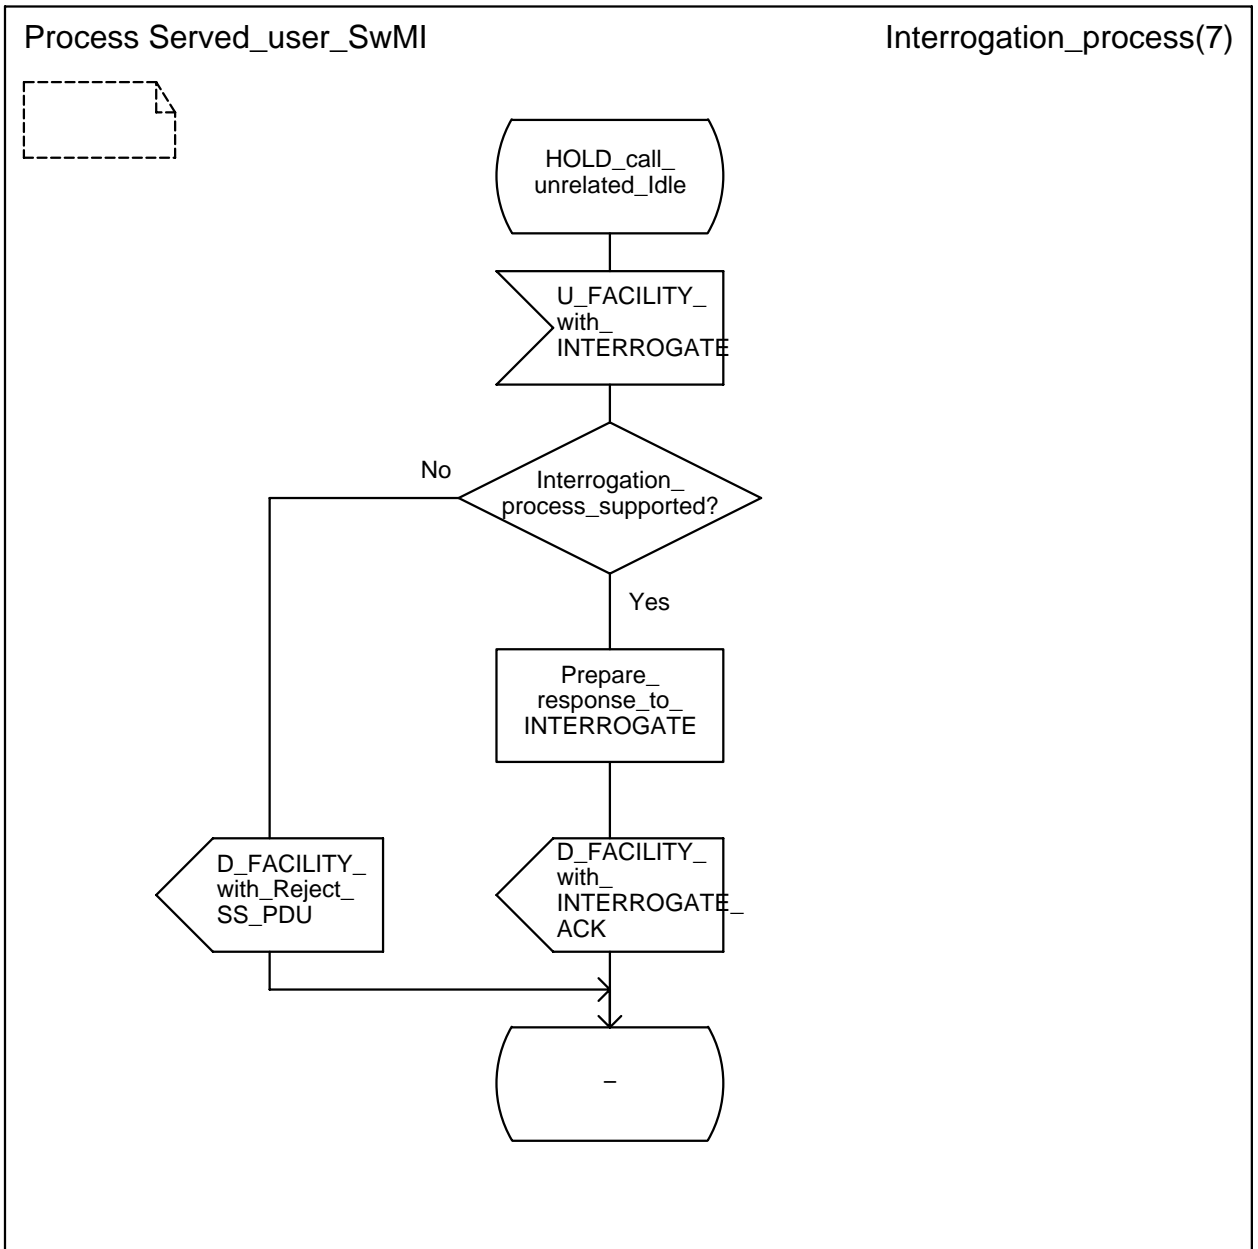 Process Served_user_SwMI
Interrogation_process(7)
HOLD_call_
unrelated_Idle
U_FACILITY_
with_
INTERROGATE
No
Interrogation_
process_supported?
Yes
Prepare_
response_to_
INTERROGATE
D_FACILITY_
with_Reject_
SS_PDU
D_FACILITY_
with_
INTERROGATE_
ACK
–